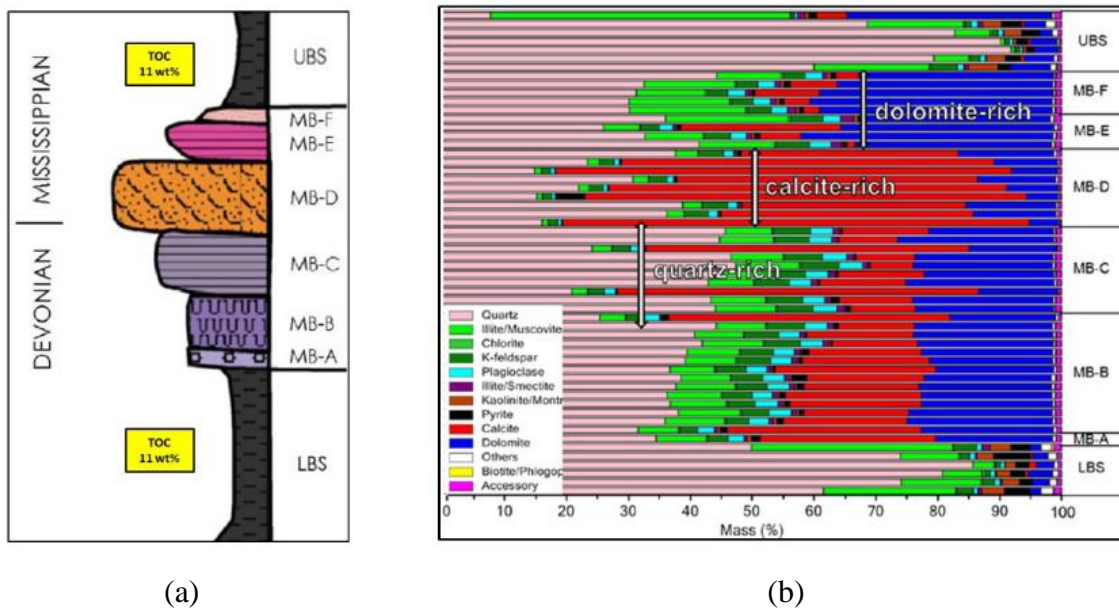 MISSISSIPPIAN
DEVONIAN
TOC
11 wt%
TOC
11 wt%
UBS
MB-F
MB-E
MB-D
MB-C
MB-B
MB-A
LBS
dolomite-rich
calcite-rich
quartz-rich
Quartz
Illite/Muscovite
Chlorite
K-feldspar
Plagioclase
Illite/Smectite
Kaolinite/Montr
Pyrite
Calcite
Dolomite
Others
Biotite/Phlogop
Accessory
UBS
MB-F
MB-E
MB-D
MB-C
MB-B
MB-A
LBS
0 10 20 30 40 50 60 70 80 90 100
Mass (%)
(a)
(b)